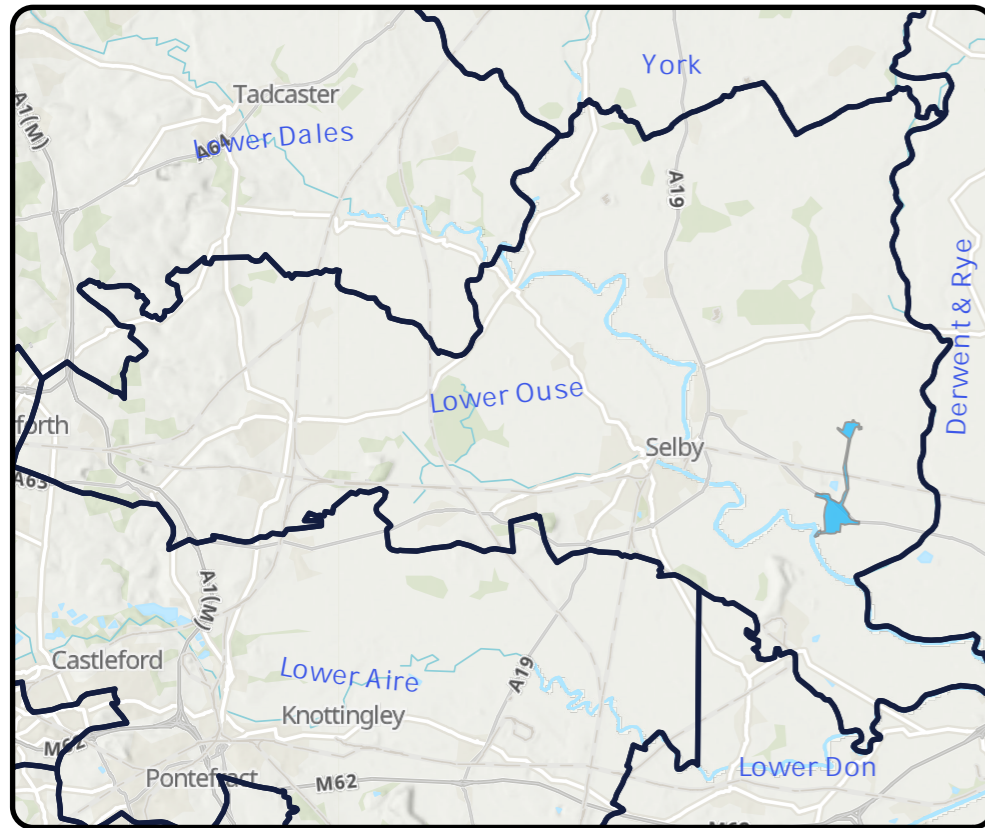 York
Tadcaster
A1(M)
Lower Dales
A64
A19
Derwent & Rye
Lower Ouse
forth
Selby
A63
A1(M)
Lower Aire
Castleford
A19
Knottingley
M62
Lower Don
Pontefract
M62